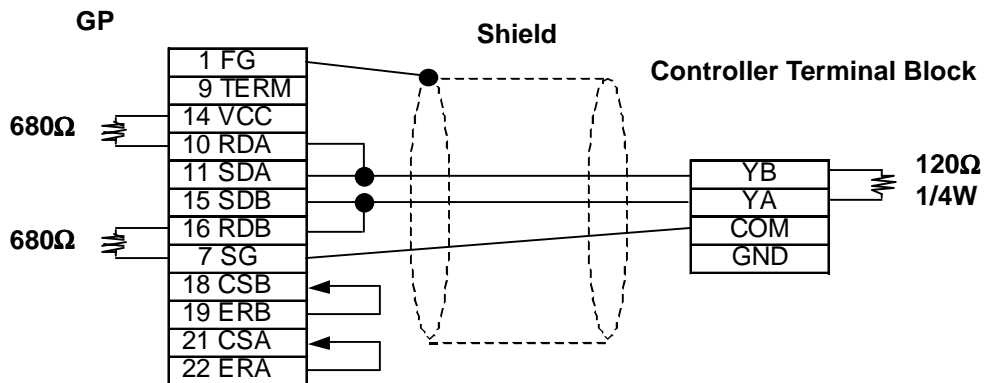 GP
Shield
Controller Terminal Block
1 FG
9 TERM
14 VCC
10 RDA
11 SDA
15 SDB
16 RDB
7 SG
18 CSB
19 ERB
21 CSA
22 ERA
680Ω
680Ω
YB
YA
COM
GND
120Ω
1/4W